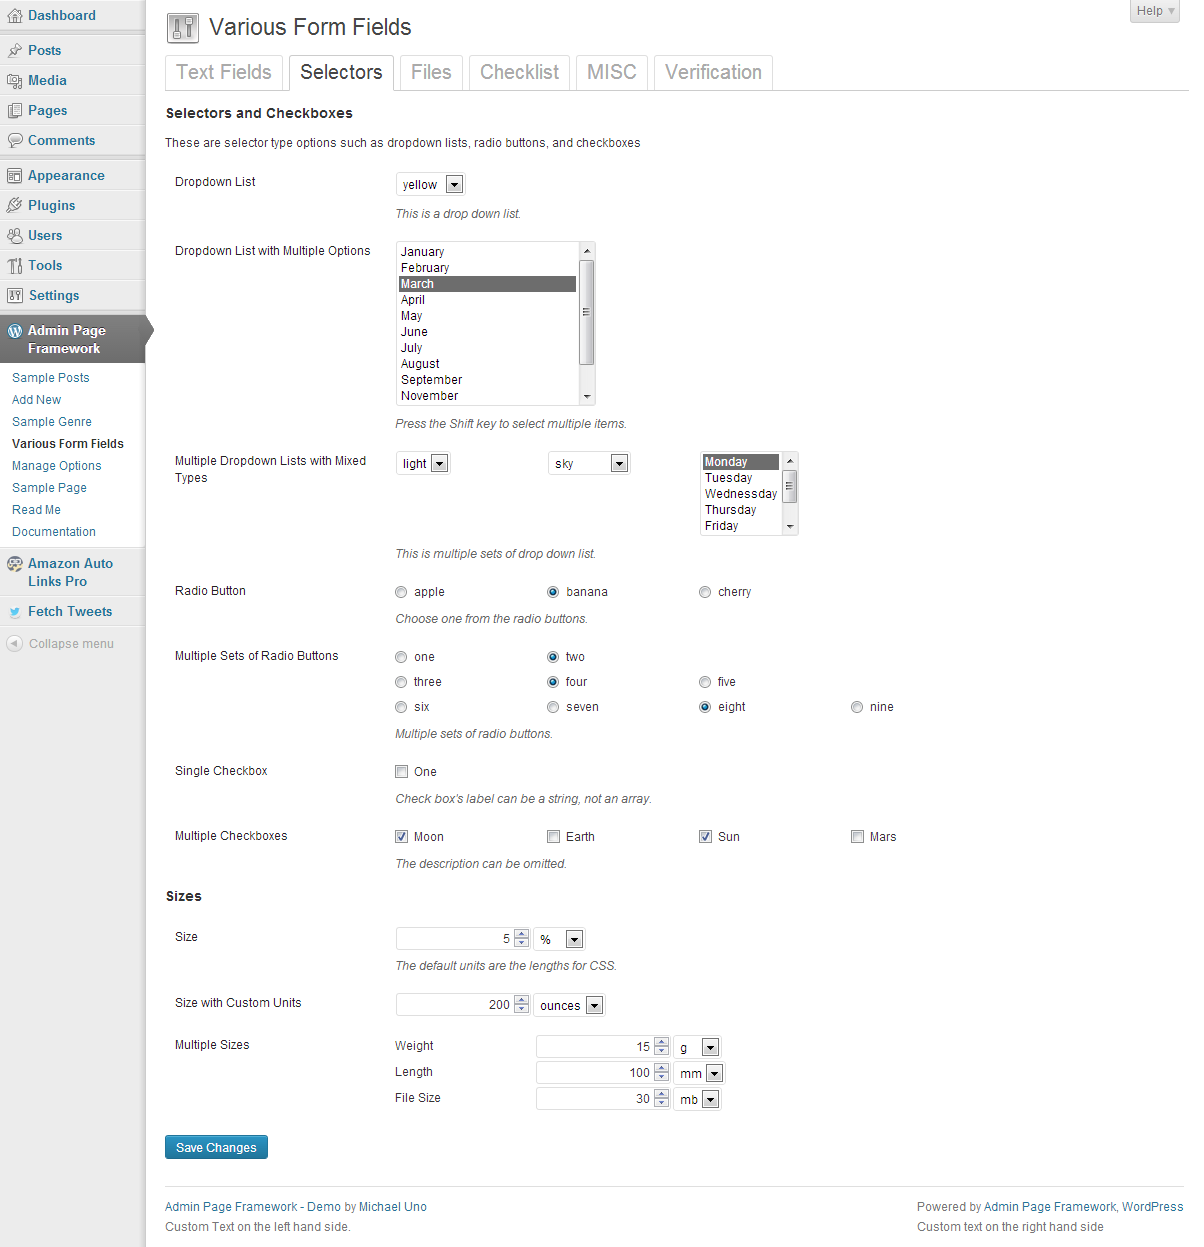 Dashboard
Posts
Media
Pages
Comments
Appearance
Plugins
Users
Tools
Settings
Admin Page
Framework
Sample Posts
Add New
Sample Genre
Various Form Fields
Manage Options
Sample Page
Read Me
Documentation
Amazon Auto
Links Pro
Fetch Tweets
Collapse menu
Help
Various Form Fields
Text Fields Selectors Files Checklist MISC Verification
Selectors and Checkboxes
These are selector type options such as dropdown lists, radio buttons, and checkboxes
Dropdown List yellow
This is a drop down list.
Dropdown List with Multiple Options
January
February
March
April
May
June
July
August
September
November
Press the Shift key to select multiple items.
Multiple Dropdown Lists with Mixed
Types
light sky
Monday
Tuesday
Wednessday
Thursday
Friday
This is multiple sets of drop down list.
Radio Button apple banana cherry
Choose one from the radio buttons.
Multiple Sets of Radio Buttons one two
three four five
six seven eight nine
Multiple sets of radio buttons.
Single Checkbox One
Check box's label can be a string, not an array.
Multiple Checkboxes Moon Earth Sun Mars
The description can be omitted.
Sizes
Size 5 %
The default units are the lengths for CSS.
Size with Custom Units 200 ounces
Multiple Sizes Weight 15 g
Length 100 mm
File Size 30 mb
Save Changes
Admin Page Framework - Demo by Michael Uno
Custom Text on the left hand side.
Powered by Admin Page Framework, WordPress
Custom text on the right hand side